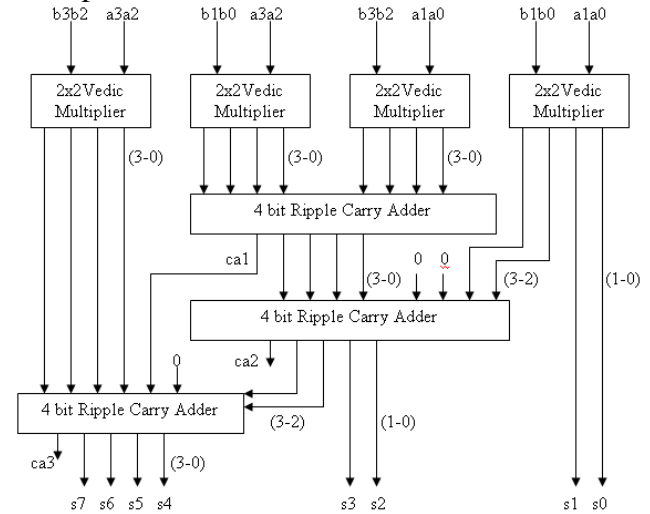 b3b2 a3a2 b1b0 a3a2 b3b2 a1a0 b1b0 a1a0
2x2Vedic Multiplier
2x2Vedic Multiplier
2x2Vedic Multiplier
2x2Vedic Multiplier
(3-0) (3-0) (3-0)
4 bit Ripple Carry Adder
ca1 0 0
(3-0) (3-2) (1-0)
4 bit Ripple Carry Adder
ca2 0
4 bit Ripple Carry Adder
(3-2) (1-0)
ca3 (3-0)
s7 s6 s5 s4 s3 s2 s1 s0